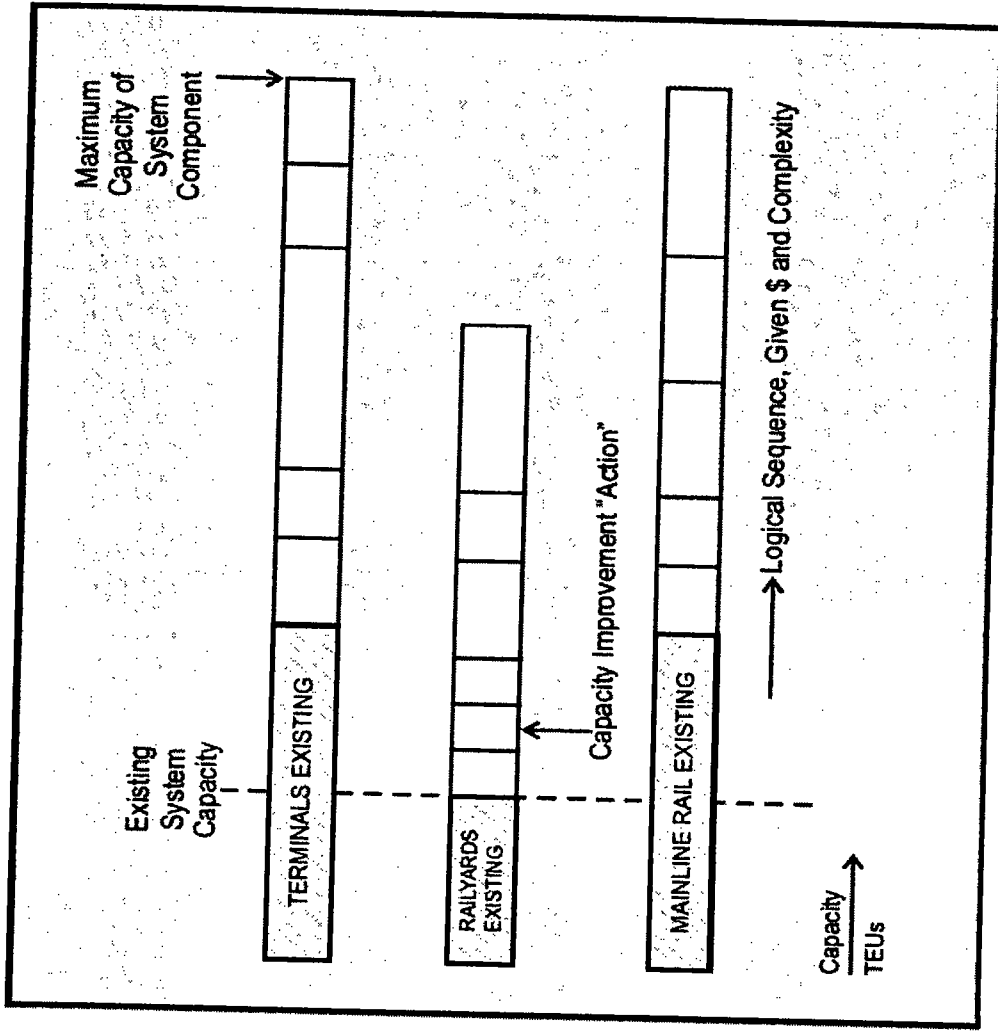 Maximum
Capacity of
System
Component
Existing
System
Capacity
TERMINALS EXISTING
RAILYARDS
EXISTING
Capacity Improvement "Action"
MAINLINE RAIL EXISTING
Logical Sequence, Given $ and Complexity
Capacity
TEUs